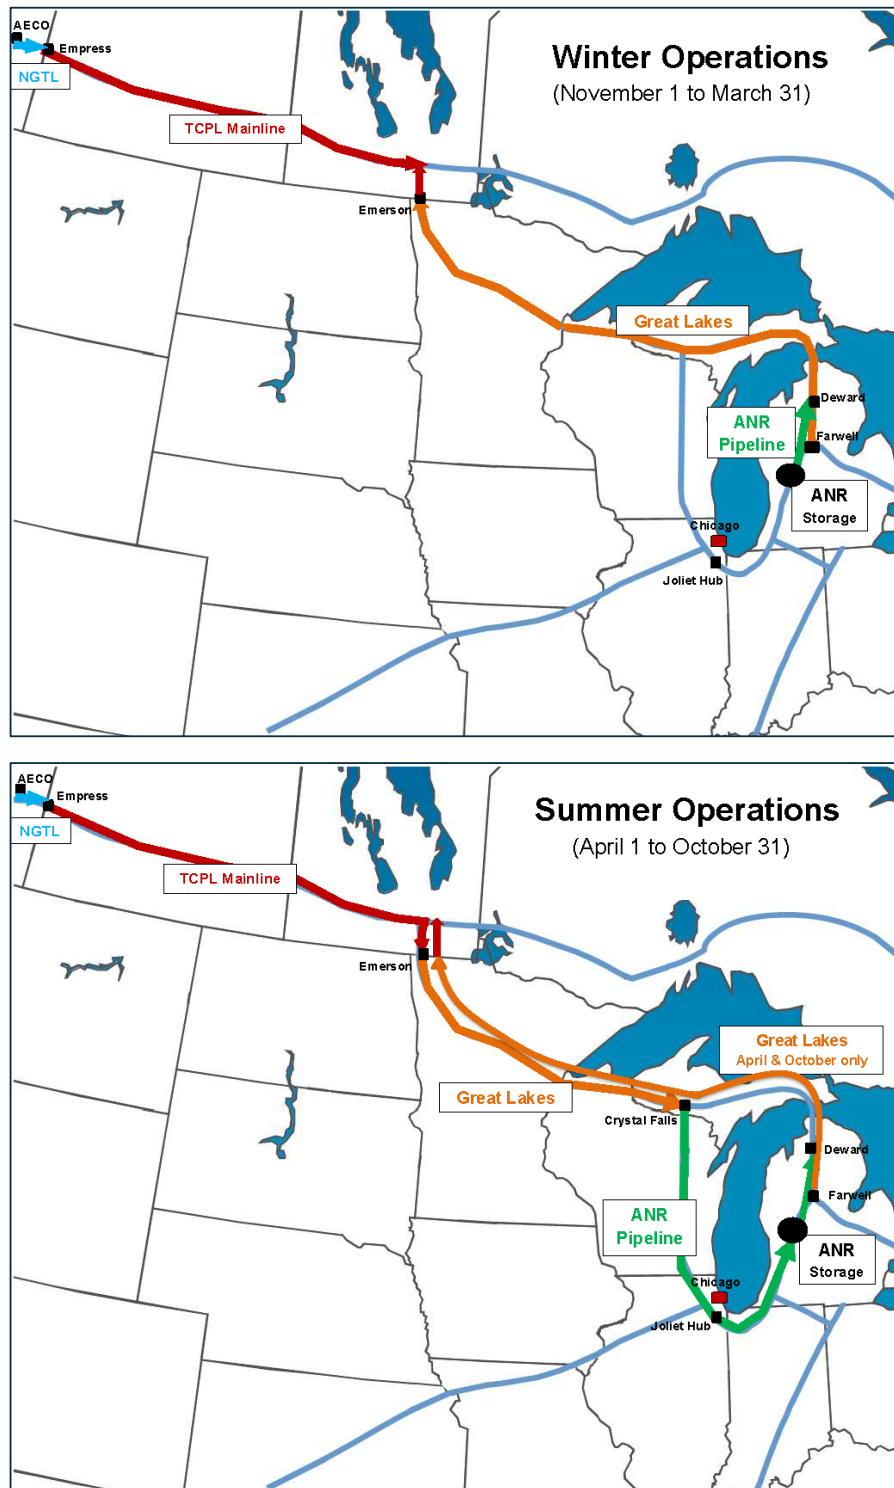 Winter Operations
(November 1 to March 31)
AECO
Empress
NGTL
TCPL Mainline
Emerson
Great Lakes
Deward
ANR
Pipeline
Farwell
ANR
Storage
Chicago
Joliet Hub
Summer Operations
(April 1 to October 31)
AECO
Empress
NGTL
TCPL Mainline
Emerson
Great Lakes
April & October only
Great Lakes
Crystal Falls
Deward
Farwell
ANR
Pipeline
ANR
Storage
Chicago
Joliet Hub